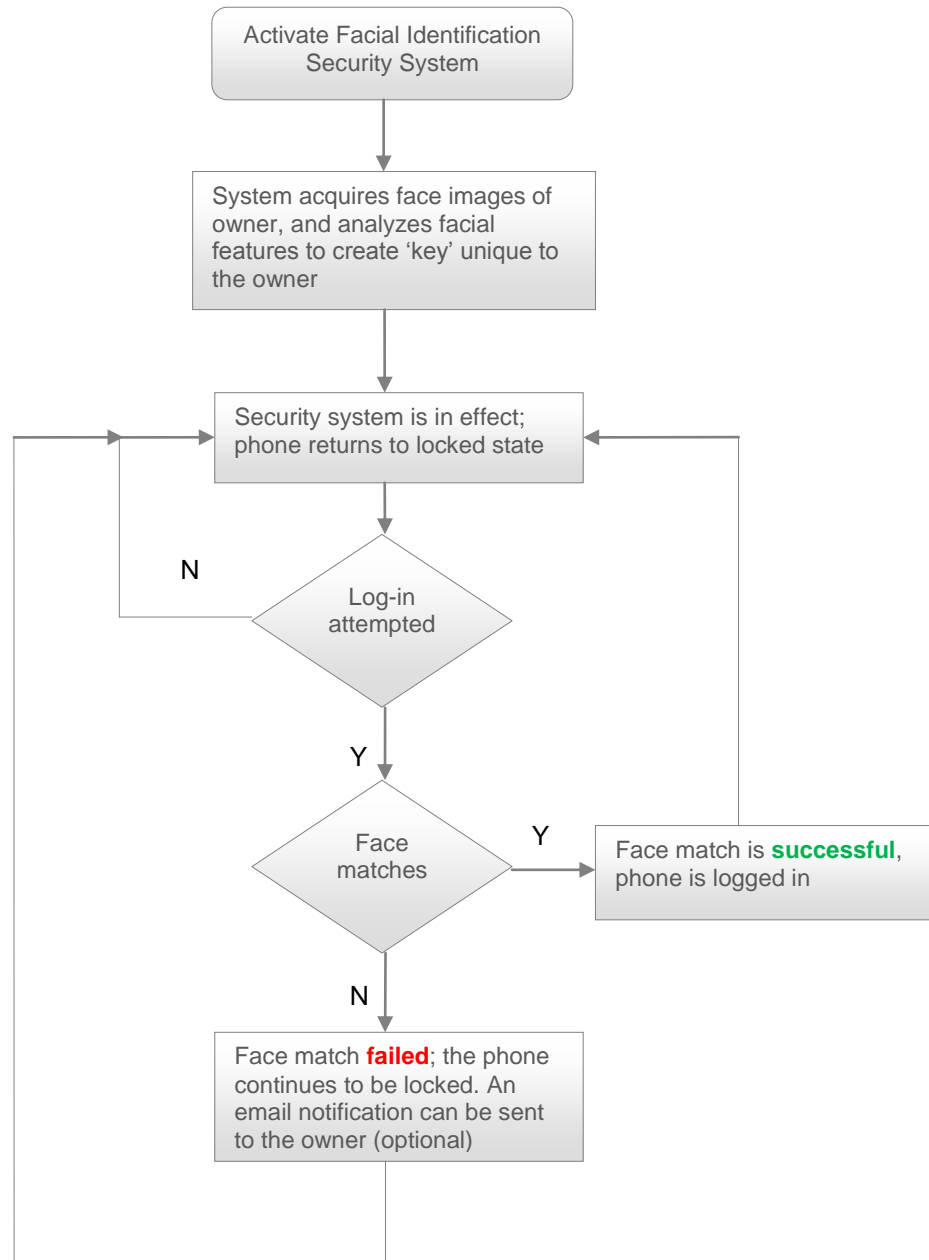 Activate Facial Identification
Security System
System acquires face images of
owner, and analyzes facial
features to create ‘key’ unique to
the owner
Security system is in effect;
phone returns to locked state
N
Log-in
attempted
Y
Face
matches
Y
Face match is successful,
phone is logged in
N
Face match failed; the phone
continues to be locked. An
email notification can be sent
to the owner (optional)